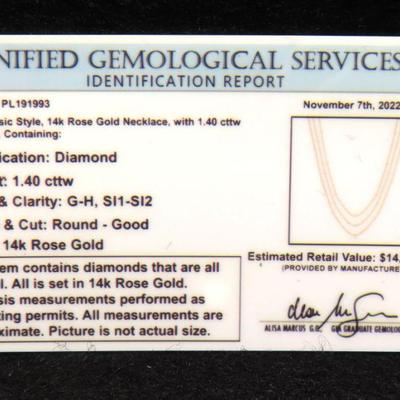 NIFIED GEMOLOGICAL SERVICES
IDENTIFICATION REPORT
PL191993
November 7th, 2022
sic Style, 14k Rose Gold Necklace, with 1.40 cttw
Containing:
ication: Diamond
t: 1.40 cttw
& Clarity: G-H, SI1-SI2
& Cut: Round - Good
14k Rose Gold
Estimated Retail Value: $14,
(PROVIDED BY MANUFACTURE
em contains diamonds that are all
l. All is set in 14k Rose Gold.
sis measurements performed as
ting permits. All measurements are
ximate. Picture is not actual size.
ALISA MARCUS G.G. GIA GRADUATE GEMOLO